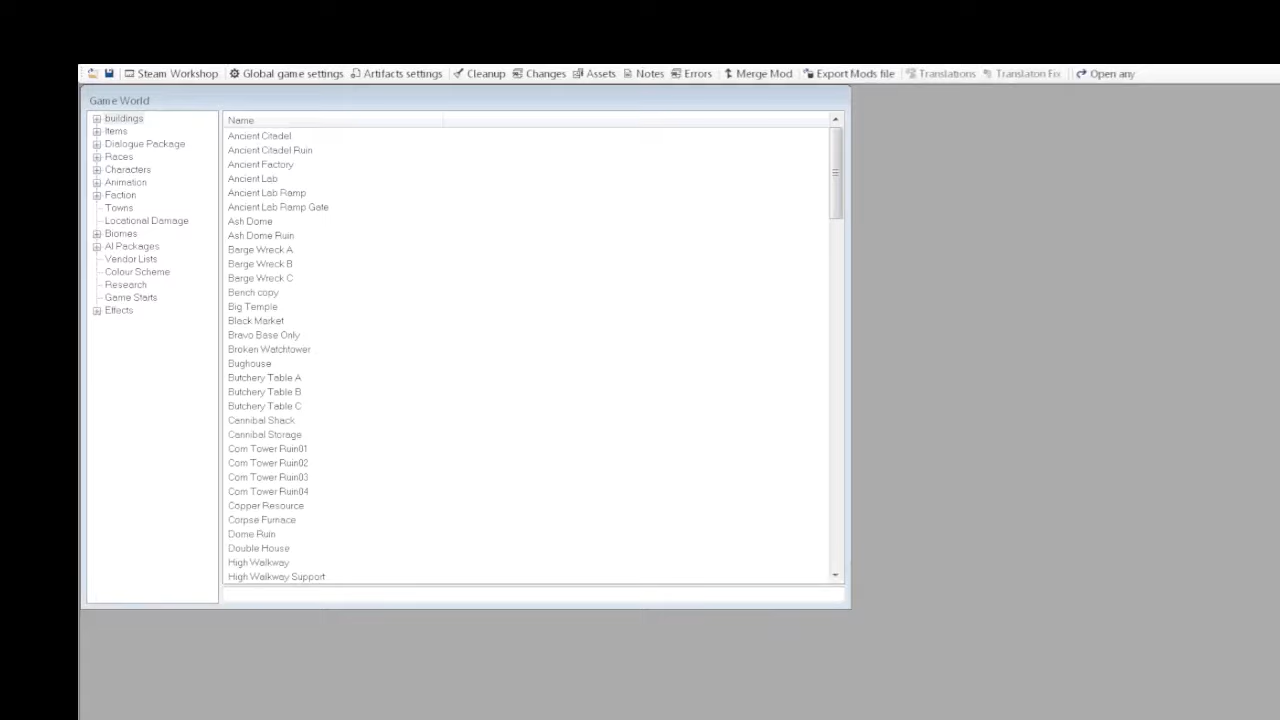 Steam Workshop Global game settings Artifacts settings Cleanup Changes Assets Notes Errors Merge Mod Export Mods file Translations Translaton Fix Open any
Game World
buildings
Items
Dialogue Package
Races
Characters
Animation
Faction
Towns
Locational Damage
Biomes
AI Packages
Vendor Lists
Colour Scheme
Research
Game Starts
Effects
Name
Ancient Citadel
Ancient Citadel Ruin
Ancient Factory
Ancient Lab
Ancient Lab Ramp
Ancient Lab Ramp Gate
Ash Dome
Ash Dome Ruin
Barge Wreck A
Barge Wreck B
Barge Wreck C
Bench copy
Big Temple
Black Market
Bravo Base Only
Broken Watchtower
Bughouse
Butchery Table A
Butchery Table B
Butchery Table C
Cannibal Shack
Cannibal Storage
Com Tower Ruin01
Com Tower Ruin02
Com Tower Ruin03
Com Tower Ruin04
Copper Resource
Corpse Furnace
Dome Ruin
Double House
High Walkway
High Walkway Support